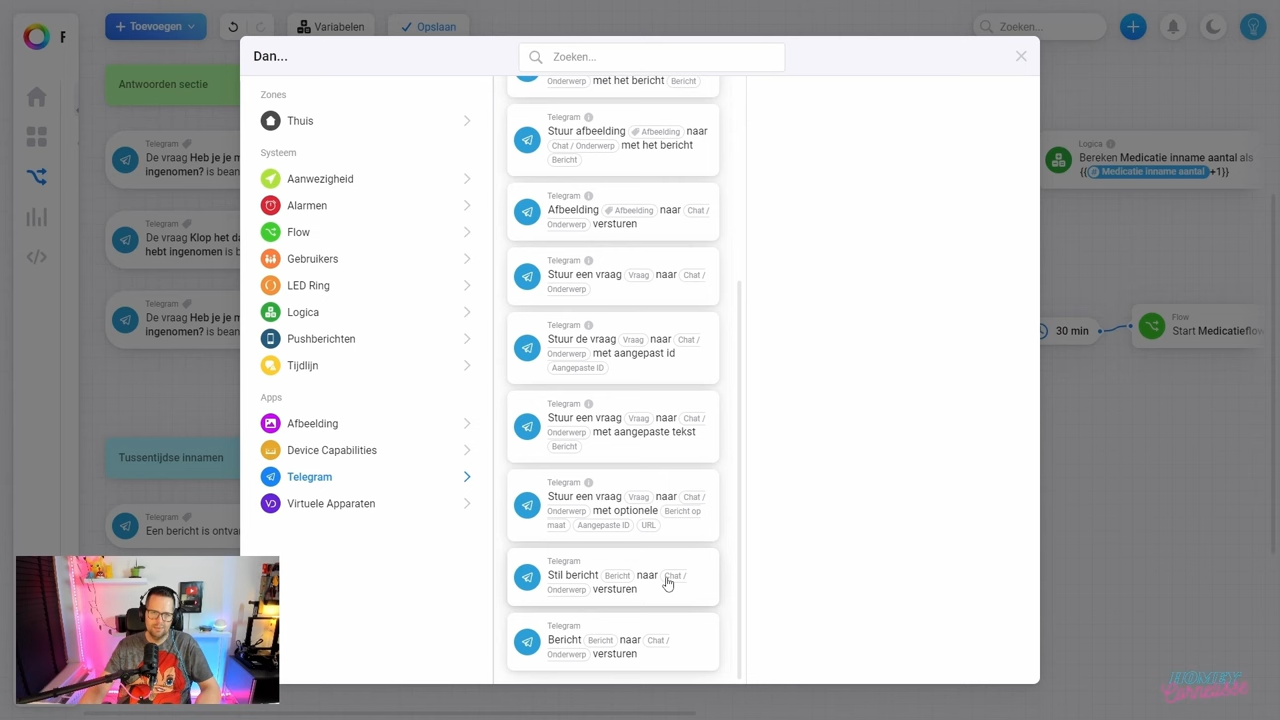 Toevoegen
Variabelen
Opslaan
Zoeken...
F
Dan...
Zoeken...
Antwoorden sectie
Telegram
De vraag Heb je je m
ingenomen? is bean
Telegram
De vraag Klop het da
hebt ingenomen is b
Telegram
De vraag Heb je je m
ingenomen? is bean
Tussentijdse innamen
Telegram
Een bericht is ontva
Zones
Thuis
Systeem
Aanwezigheid
Alarmen
Flow
Gebruikers
LED Ring
Logica
Pushberichten
Tijdlijn
Apps
Afbeelding
Device Capabilities
Telegram
Virtuele Apparaten
Onderwerp met het bericht Bericht
Telegram
Stuur afbeelding Afbeelding naar
Chat / Onderwerp met het bericht
Bericht
Telegram
Afbeelding Afbeelding naar Chat /
Onderwerp versturen
Telegram
Stuur een vraag Vraag naar Chat /
Onderwerp
Telegram
Stuur de vraag Vraag naar Chat /
Onderwerp met aangepast id
Aangepaste ID
Telegram
Stuur een vraag Vraag naar Chat /
Onderwerp met aangepaste tekst
Bericht
Telegram
Stuur een vraag Vraag naar Chat /
Onderwerp met optionele Bericht op
maat Aangepaste ID URL
Telegram
Stil bericht Bericht naar Chat /
Onderwerp versturen
Telegram
Bericht Bericht naar Chat /
Onderwerp versturen
Logica
Bereken Medicatie inname aantal als
{{# Medicatie inname aantal +1}}
30 min
Flow
Start Medicatieflow
HOMEY
Cornelisse